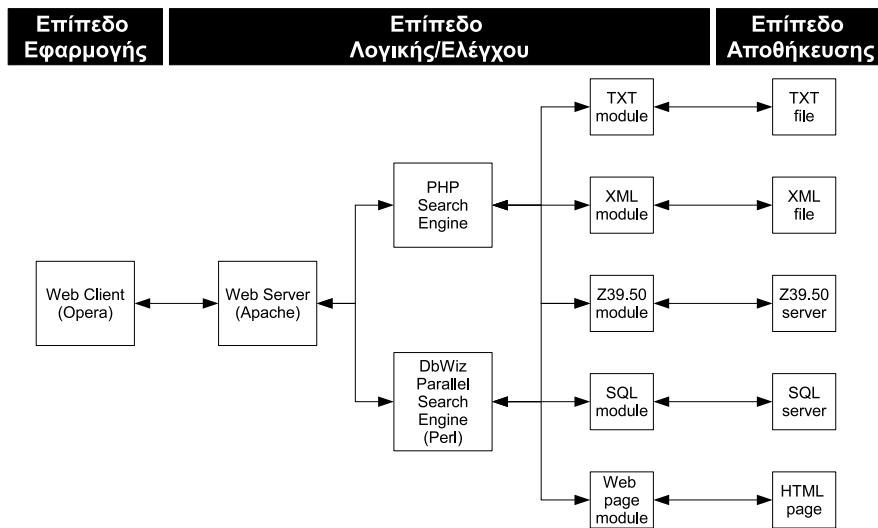 Επίπεδο
Εφαρμογής
Επίπεδο
Λογικής/Ελέγχου
Επίπεδο
Αποθήκευσης
TXT
module
TXT
file
PHP
Search
Engine
XML
module
XML
file
Web Client
(Opera)
Web Server
(Apache)
Z39.50
module
Z39.50
server
DbWiz
Parallel
Search
Engine
(Perl)
SQL
module
SQL
server
Web
page
module
HTML
page